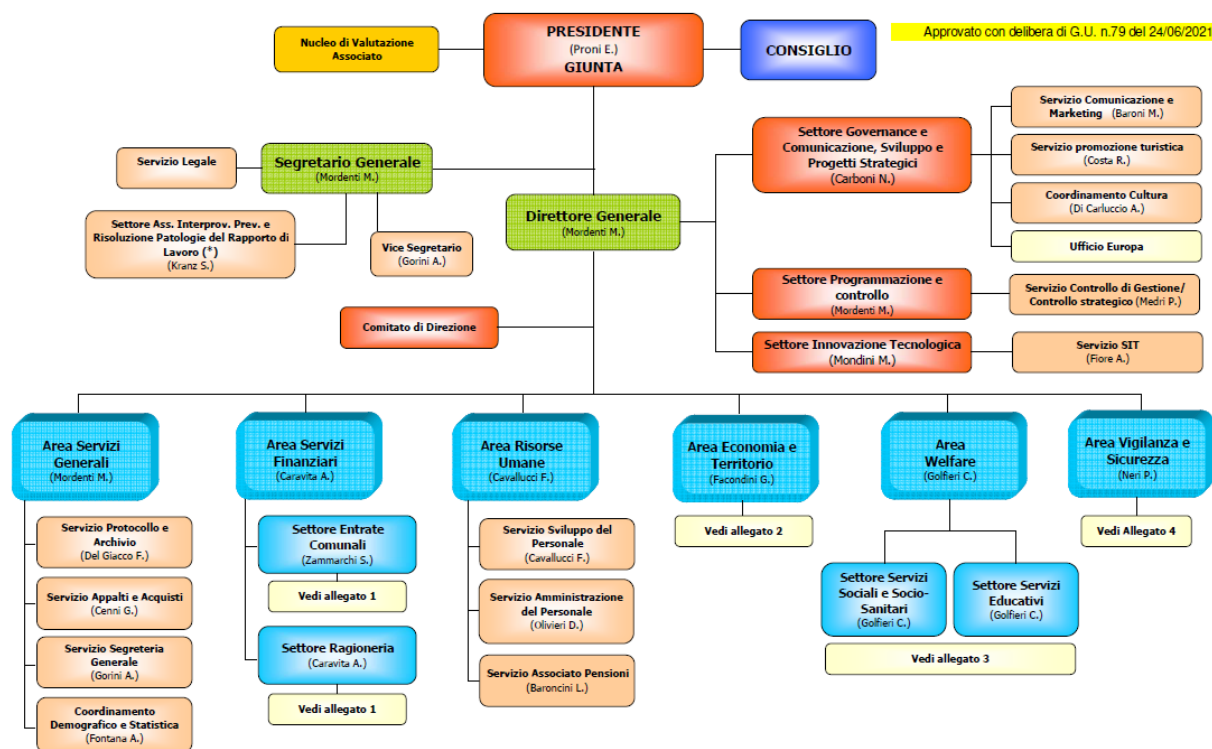 Nucleo di Valutazione
Associato
PRESIDENTE
(Proni E.)
GIUNTA
CONSIGLIO
Approvato con delibera di G.U. n.79 del 24/06/2021
Servizio Legale
Segretario Generale
(Mordenti M.)
Settore Ass. Interprov. Prev. e
Risoluzione Patologie del Rapporto di
Lavoro (*)
(Kranz S.)
Vice Segretario
(Gorini A.)
Direttore Generale
(Mordenti M.)
Settore Governance e
Comunicazione, Sviluppo e
Progetti Strategici
(Carboni N.)
Servizio Comunicazione e
Marketing (Baroni M.)
Servizio promozione turistica
(Costa R.)
Coordinamento Cultura
(Di Carluccio A.)
Ufficio Europa
Settore Programmazione e
controllo
(Mordenti M.)
Servizio Controllo di Gestione/
Controllo strategico (Medri P.)
Settore Innovazione Tecnologica
(Mondini M.)
Servizio SIT
(Fiore A.)
Comitato di Direzione
Area Servizi
Generali
(Mordenti M.)
Servizio Protocollo e
Archivio
(Del Giacco F.)
Servizio Appalti e Acquisti
(Cenni G.)
Servizio Segreteria
Generale
(Gorini A.)
Coordinamento
Demografico e Statistica
(Fontana A.)
Area Servizi
Finanziari
(Caravita A.)
Settore Entrate
Comunali
(Zammarchi S.)
Vedi allegato 1
Settore Ragioneria
(Caravita A.)
Vedi allegato 1
Area Risorse
Umane
(Cavallucci F.)
Servizio Sviluppo del
Personale
(Cavallucci F.)
Servizio Amministrazione
del Personale
(Olivieri D.)
Servizio Associato Pensioni
(Baroncini L.)
Area Economia e
Territorio
(Facondini G.)
Vedi allegato 2
Area
Welfare
(Golfieri C.)
Settore Servizi
Sociali e Socio-
Sanitari
(Golfieri C.)
Settore Servizi
Educativi
(Golfieri C.)
Vedi allegato 3
Area Vigilanza e
Sicurezza
(Neri P.)
Vedi Allegato 4